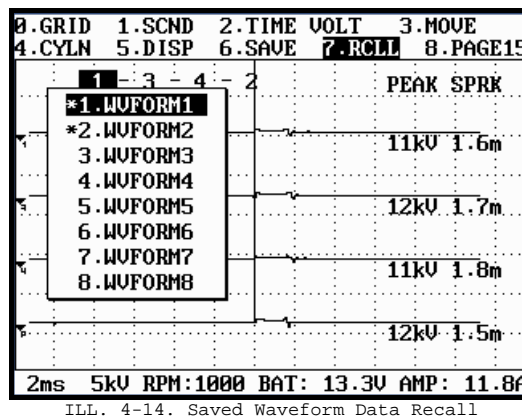 0.GRID 1.SCND 2.TIME VOLT 3.MOVE
4.CYLN 5.DISP 6.SAVE 7.RCLL 8.PAGE15
1 - 3 - 4 - 2 PEAK SPRK
*1.WVFORM1
*2.WVFORM2
11kV 1.6m
3.WVFORM3
4.WVFORM4
5.WVFORM5
12kV 1.7m
6.WVFORM6
7.WVFORM7
11kV 1.8m
8.WVFORM8
12kV 1.5m
2ms 5kV RPM:1000 BAT: 13.3V AMP: 11.8A
ILL. 4-14. Saved Waveform Data Recall